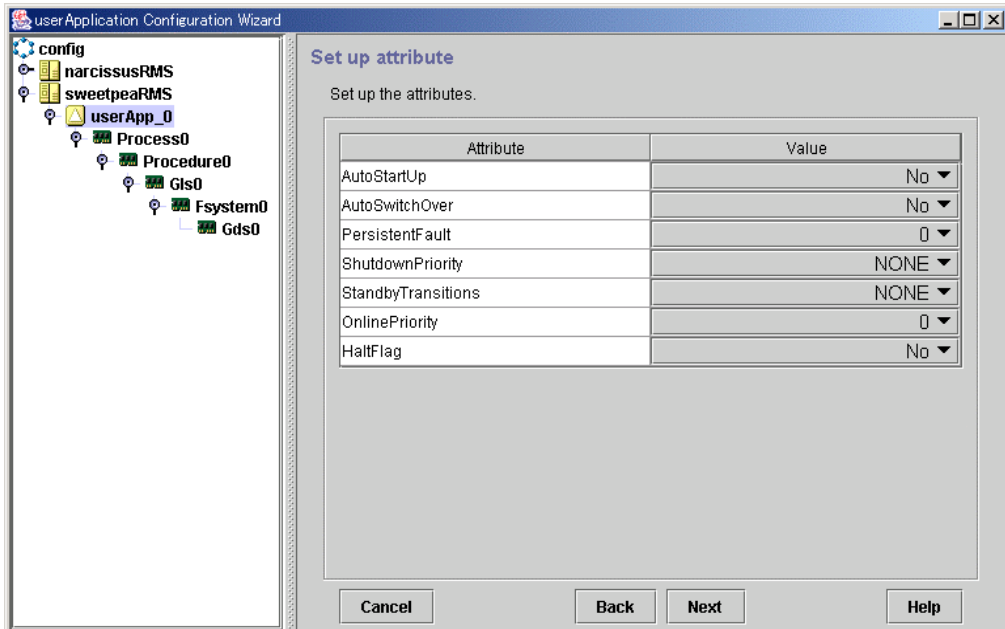 userApplication Configuration Wizard
config
narcissusRMS
sweetpeaRMS
userApp_0
Process0
Procedure0
Gls0
Fsystem0
Gds0
Set up attribute
Set up the attributes.
Attribute Value
AutoStartUp No
AutoSwitchOver No
PersistentFault 0
ShutdownPriority NONE
StandbyTransitions NONE
OnlinePriority 0
HaltFlag No
Cancel Back Next Help